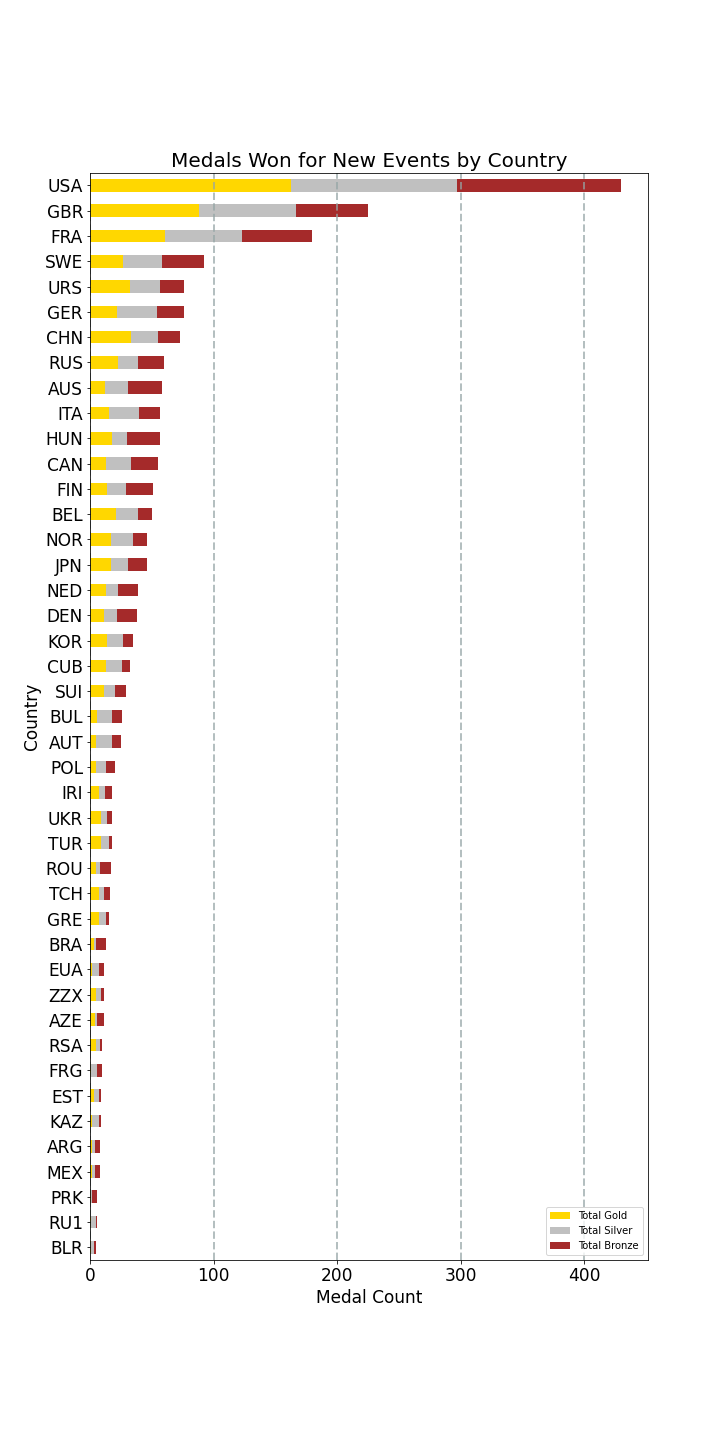 Medals Won for New Events by Country
USA
GBR
FRA
SWE
URS
GER
CHN
RUS
AUS
ITA
HUN
CAN
FIN
BEL
NOR
JPN
NED
DEN
KOR
CUB
SUI
BUL
AUT
POL
IRI
UKR
TUR
ROU
TCH
GRE
BRA
EUA
ZZX
AZE
RSA
FRG
EST
KAZ
ARG
MEX
PRK
RU1
BLR
Country
Total Gold
Total Silver
Total Bronze
0 100 200 300 400
Medal Count